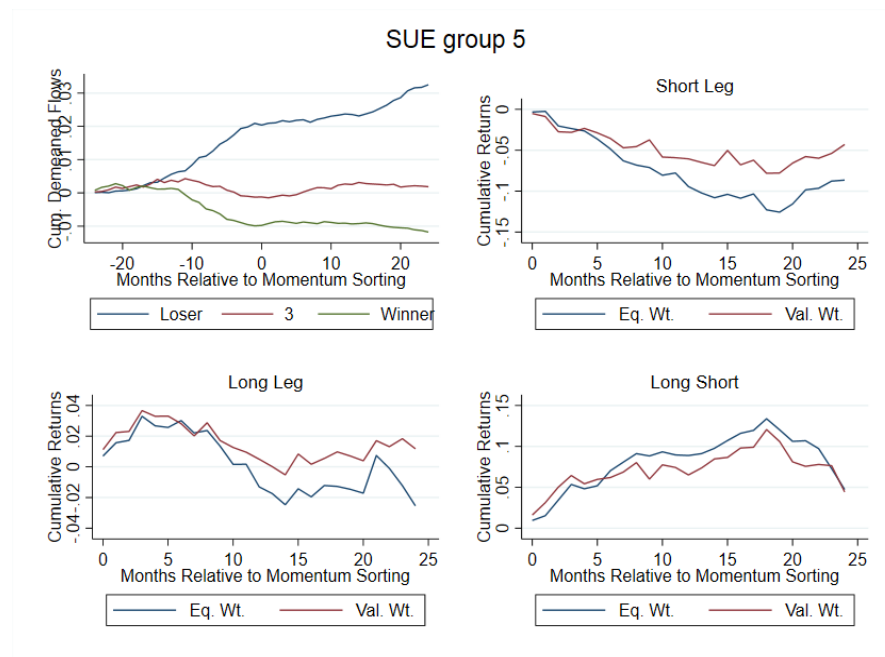 SUE group 5
Cum. Demeaned Flows
-.01 0 .01 .02 .03
-20 -10 0 10 20
Months Relative to Momentum Sorting
Loser 3 Winner
Short Leg
Cumulative Returns
-.15 -.1 -.05 0
0 5 10 15 20 25
Months Relative to Momentum Sorting
Eq. Wt. Val. Wt.
Long Leg
Cumulative Returns
-.04 -.02 0 .02 .04
0 5 10 15 20 25
Months Relative to Momentum Sorting
Eq. Wt. Val. Wt.
Long Short
Cumulative Returns
0 .05 .1 .15
0 5 10 15 20 25
Months Relative to Momentum Sorting
Eq. Wt. Val. Wt.